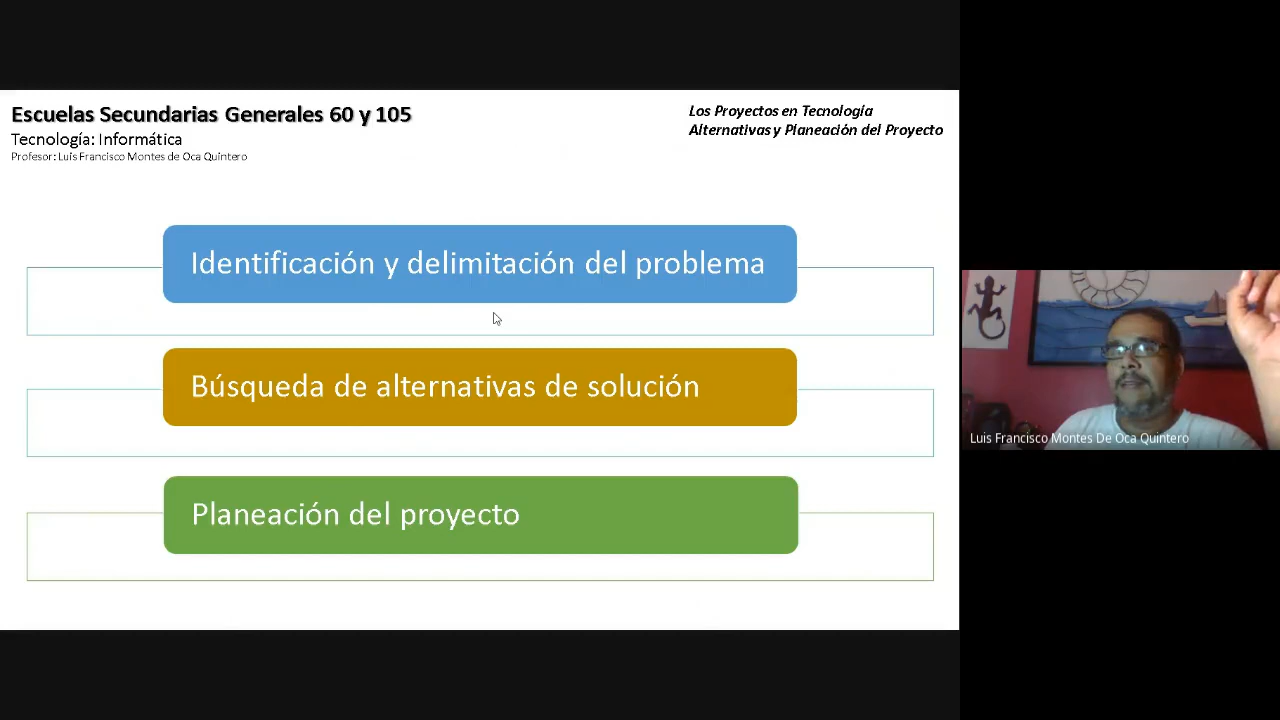 Escuelas Secundarias Generales 60 y 105
Tecnología: Informática
Profesor: Luis Francisco Montes de Oca Quintero
Los Proyectos en Tecnología
Alternativas y Planeación del Proyecto
Identificación y delimitación del problema
Búsqueda de alternativas de solución
Planeación del proyecto
Luis Francisco Montes De Oca Quintero